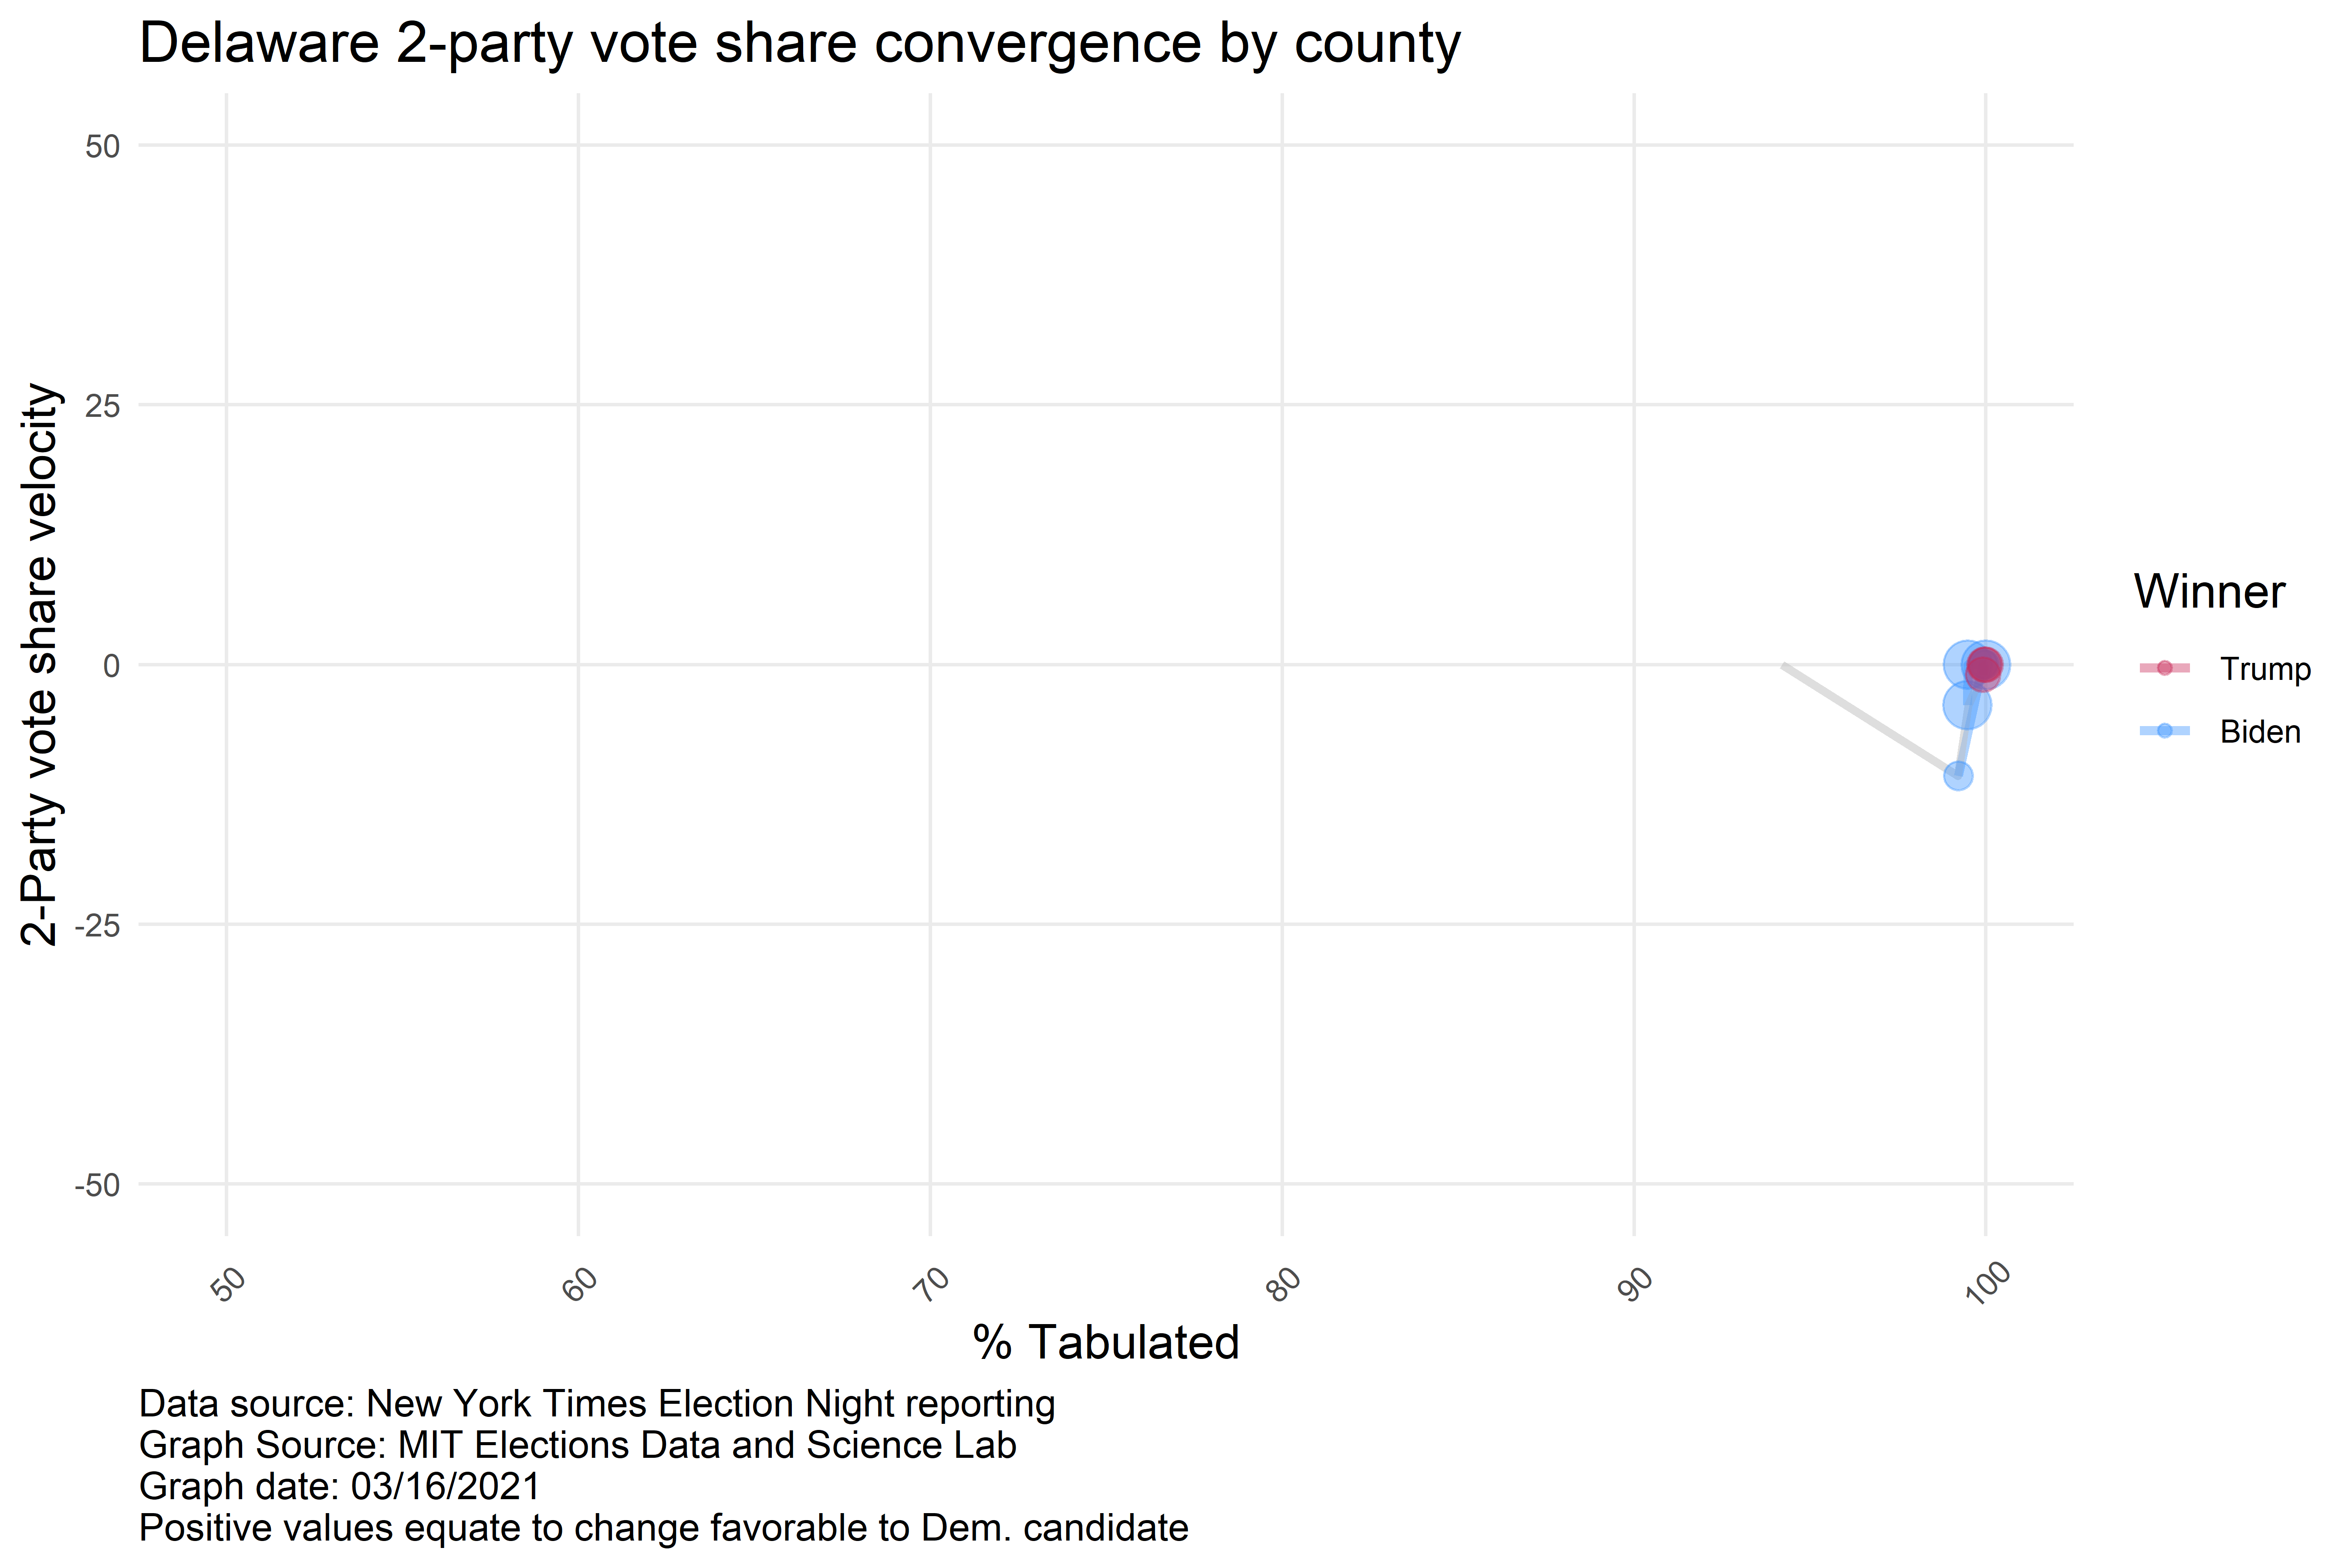 Delaware 2-party vote share convergence by county
50
25
0
-25
-50
2-Party vote share velocity
50
60
70
80
90
100
% Tabulated
Winner
Trump
Biden
Data source: New York Times Election Night reporting
Graph Source: MIT Elections Data and Science Lab
Graph date: 03/16/2021
Positive values equate to change favorable to Dem. candidate